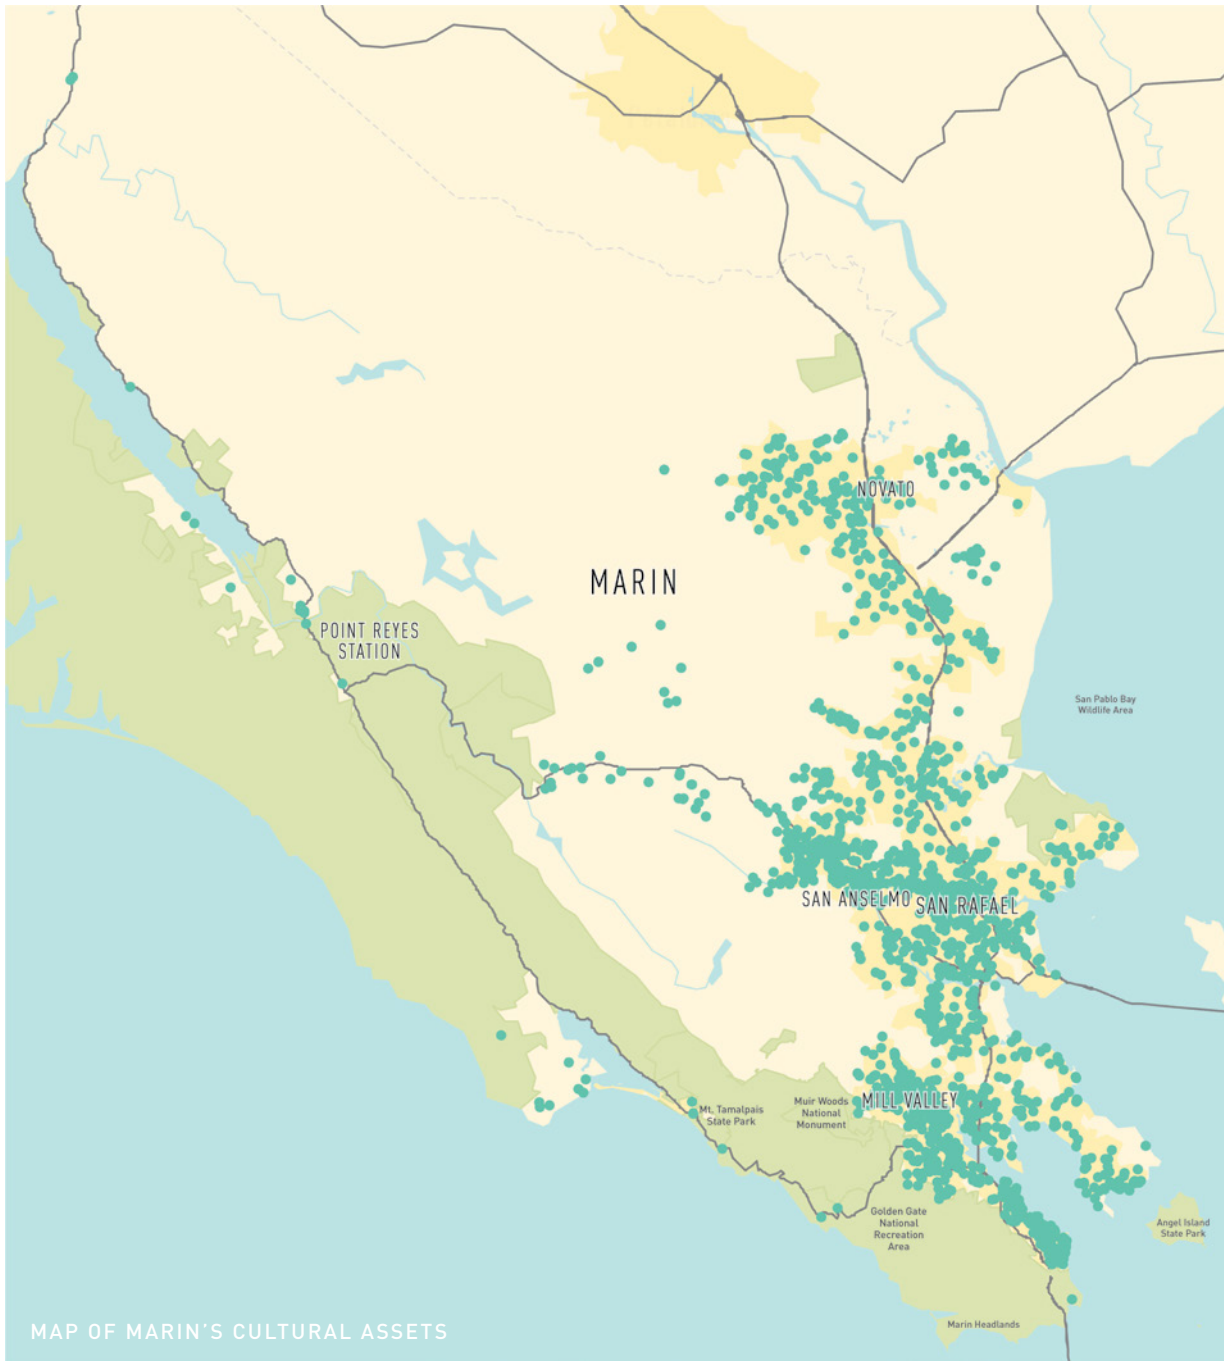 NOVATO
MARIN
POINT REYES
STATION
San Pablo Bay
Wildlife Area
SAN ANSELMO
SAN RAFAEL
MILL VALLEY
Muir Woods
National
Monument
Mt. Tamalpais
State Park
Golden Gate
National
Recreation
Area
Angel Island
State Park
Marin Headlands
MAP OF MARIN'S CULTURAL ASSETS